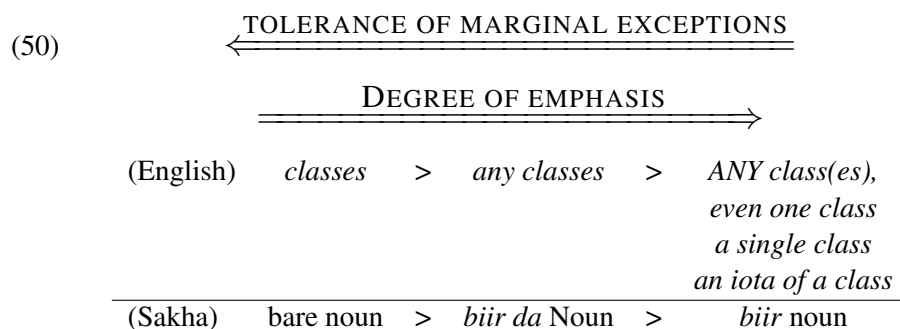 TOLERANCE OF MARGINAL EXCEPTIONS
(50)
DEGREE OF EMPHASIS
(English) classes > any classes > ANY class(es),
even one class
a single class
an iota of a class
(Sakha) bare noun > biir da Noun > biir noun